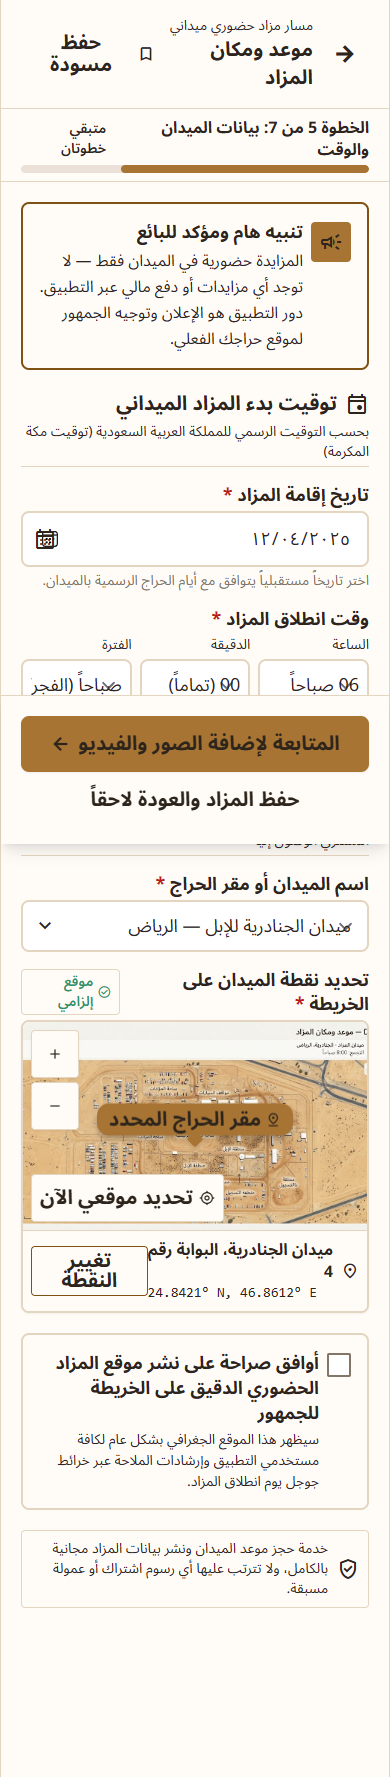 مسار مزاد حضوري ميداني
موعد ومكان
المزاد
حفظ
مسودة
الخطوة 5 من 7: بيانات الميدان
والوقت
متبقي
خطوتان
تنبيه هام ومؤكد للبائع
المزايدة حضورية في الميدان فقط — لا
توجد أي مزايدات أو دفع مالي عبر التطبيق.
دور التطبيق هو الإعلان وتوجيه الجمهور
لموقع حراجك الفعلي.
توقيت بدء المزاد الميداني
بحسب التوقيت الرسمي للمملكة العربية السعودية (توقيت مكة
المكرمة)
تاريخ إقامة المزاد *
١٢/٠٤/٢٠٢٥
اختر تاريخاً مستقبلياً يتوافق مع أيام الحراج الرسمية بالميدان.
وقت انطلاق المزاد *
الساعة
الدقيقة
الفترة
06 صباحاً
00 (تماماً)
صباحاً (الفجر
المتابعة لإضافة الصور والفيديو ←
حفظ المزاد والعودة لاحقاً
اسم الميدان أو مقر الحراج *
ميدان الجنادرية للإبل — الرياض
تحديد نقطة الميدان على
الخريطة *
موقع
إلزامي
— موعد ومكان المزاد
+
−
مقر الحراج المحدد
تحديد موقعي الآن
ميدان الجنادرية، البوابة رقم
4
24.8421° N, 46.8612° E
تغيير
النقطة
أوافق صراحة على نشر موقع المزاد
الحضوري الدقيق على الخريطة
للجمهور
سيظهر هذا الموقع الجغرافي بشكل عام لكافة
مستخدمي التطبيق وإرشادات الملاحة عبر خرائط
جوجل يوم انطلاق المزاد.
خدمة حجز موعد الميدان ونشر بيانات المزاد مجانية
بالكامل، ولا تترتب عليها أي رسوم اشتراك أو عمولة
مسبقة.